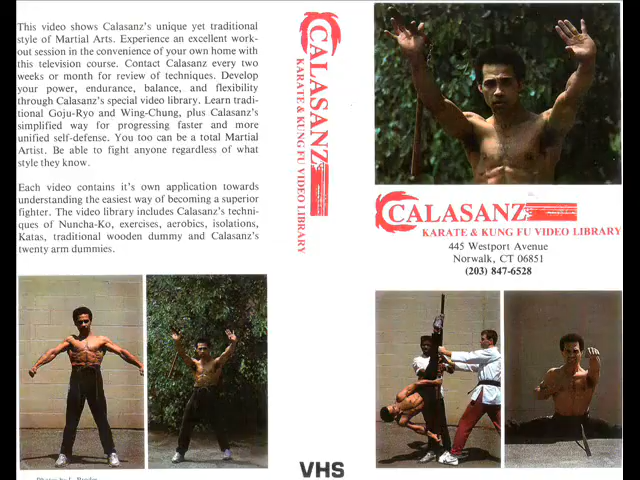 This video shows Calasanz's unique yet traditional
style of Martial Arts. Experience an excellent work-
out session in the convenience of your own home with
this television course. Contact Calasanz every two
weeks or month for review of techniques. Develop
your power, endurance, balance, and flexibility
through Calasanz's special video library. Learn tradi-
tional Goju-Ryo and Wing-Chung, plus Calasanz's
simplified way for progressing faster and more
unified self-defense. You too can be a total Martial
Artist. Be able to fight anyone regardless of what
style they know.
Each video contains it's own application towards
understanding the easiest way of becoming a superior
fighter. The video library includes Calasanz's techni-
ques of Nuncha-Ko, exercises, aerobics, isolations,
Katas, traditional wooden dummy and Calasanz's
twenty arm dummies.
CALASANZ
KARATE & KUNG FU VIDEO LIBRARY
VHS
CALASANZ
KARATE & KUNG FU VIDEO LIBRARY
445 Westport Avenue
Norwalk, CT 06851
(203) 847-6528